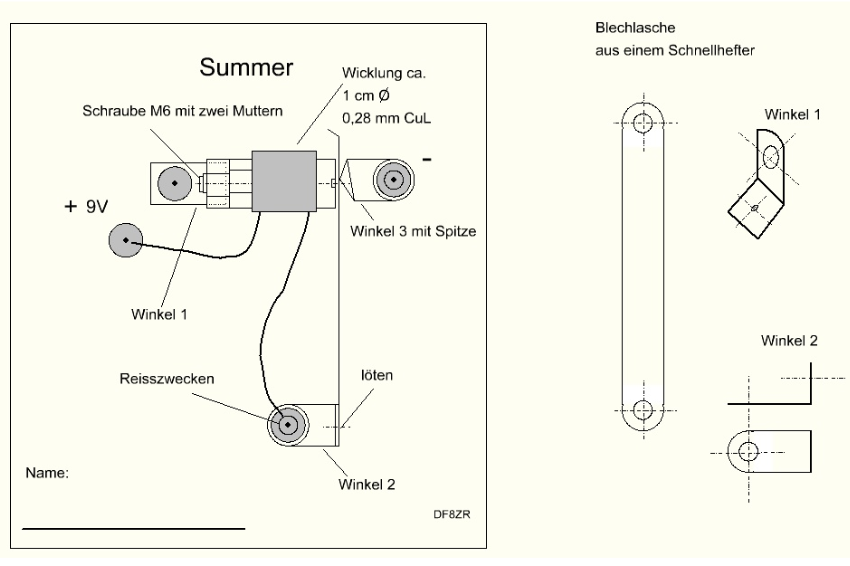 Summer
Wicklung ca.
1 cm Ø
0,28 mm CuL
Schraube M6 mit zwei Muttern
-
+ 9V
Winkel 3 mit Spitze
Winkel 1
Reisszwecken
löten
Winkel 2
Name:
DF8ZR
Blechlasche
aus einem Schnellhefter
Winkel 1
Winkel 2